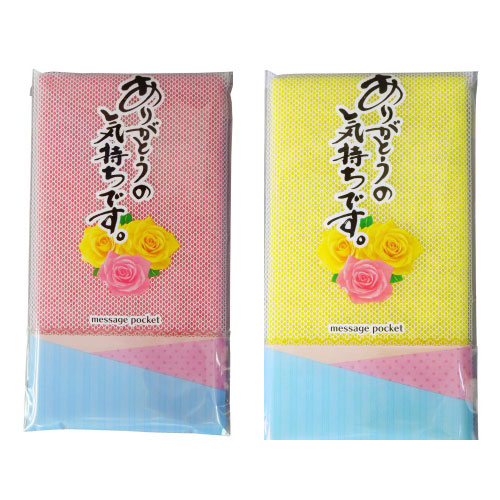 ありがとうの
気持ちです。
message pocket
ありがとうの
気持ちです。
message pocket